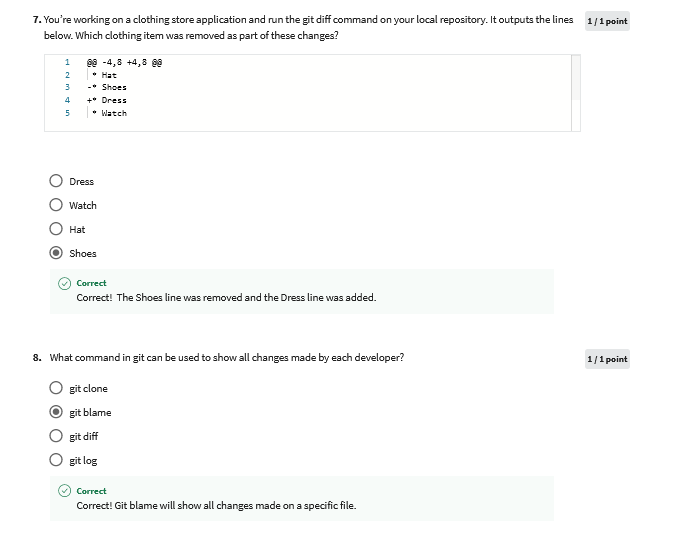 7. You're working on a clothing store application and run the git diff command on your local repository. It outputs the lines
1 / 1 point
below. Which clothing item was removed as part of these changes?
1 @@ -4,8 +4,8 @@
2 * Hat
3 -* Shoes
4 +* Dress
5 * Watch
Dress
Watch
Hat
Shoes
Correct
Correct! The Shoes line was removed and the Dress line was added.
8. What command in git can be used to show all changes made by each developer?
1 / 1 point
git clone
git blame
git diff
git log
Correct
Correct! Git blame will show all changes made on a specific file.